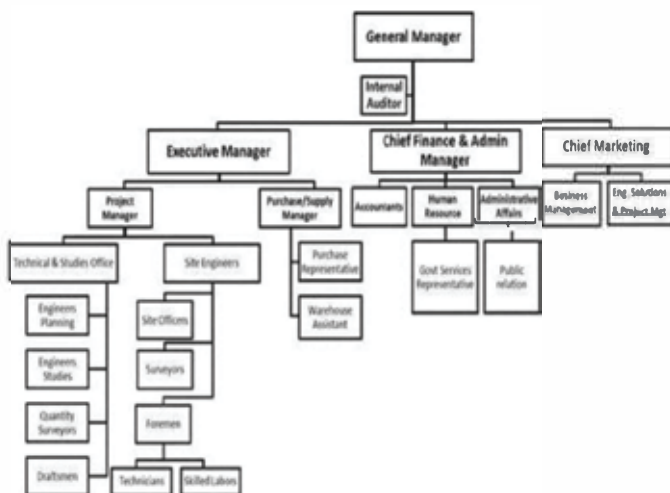 General Manager
Internal
Auditor
Executive Manager
Chief Finance & Admin
Manager
Chief Marketing
Project
Manager
Purchase/Supply
Manager
Accountants
Human
Resource
Administrative
Affairs
Business
Management
Eng. Solutions
& Project Mgt
Technical & Studies Office
Site Engineers
Purchase
Representative
Govt Services
Representative
Public
relation
Engineers
Planning
Site Officers
Warehouse
Assistant
Engineers
Studies
Surveyors
Quantity
Surveyors
Foremen
Draftsmen
Technicians
Skilled Labors